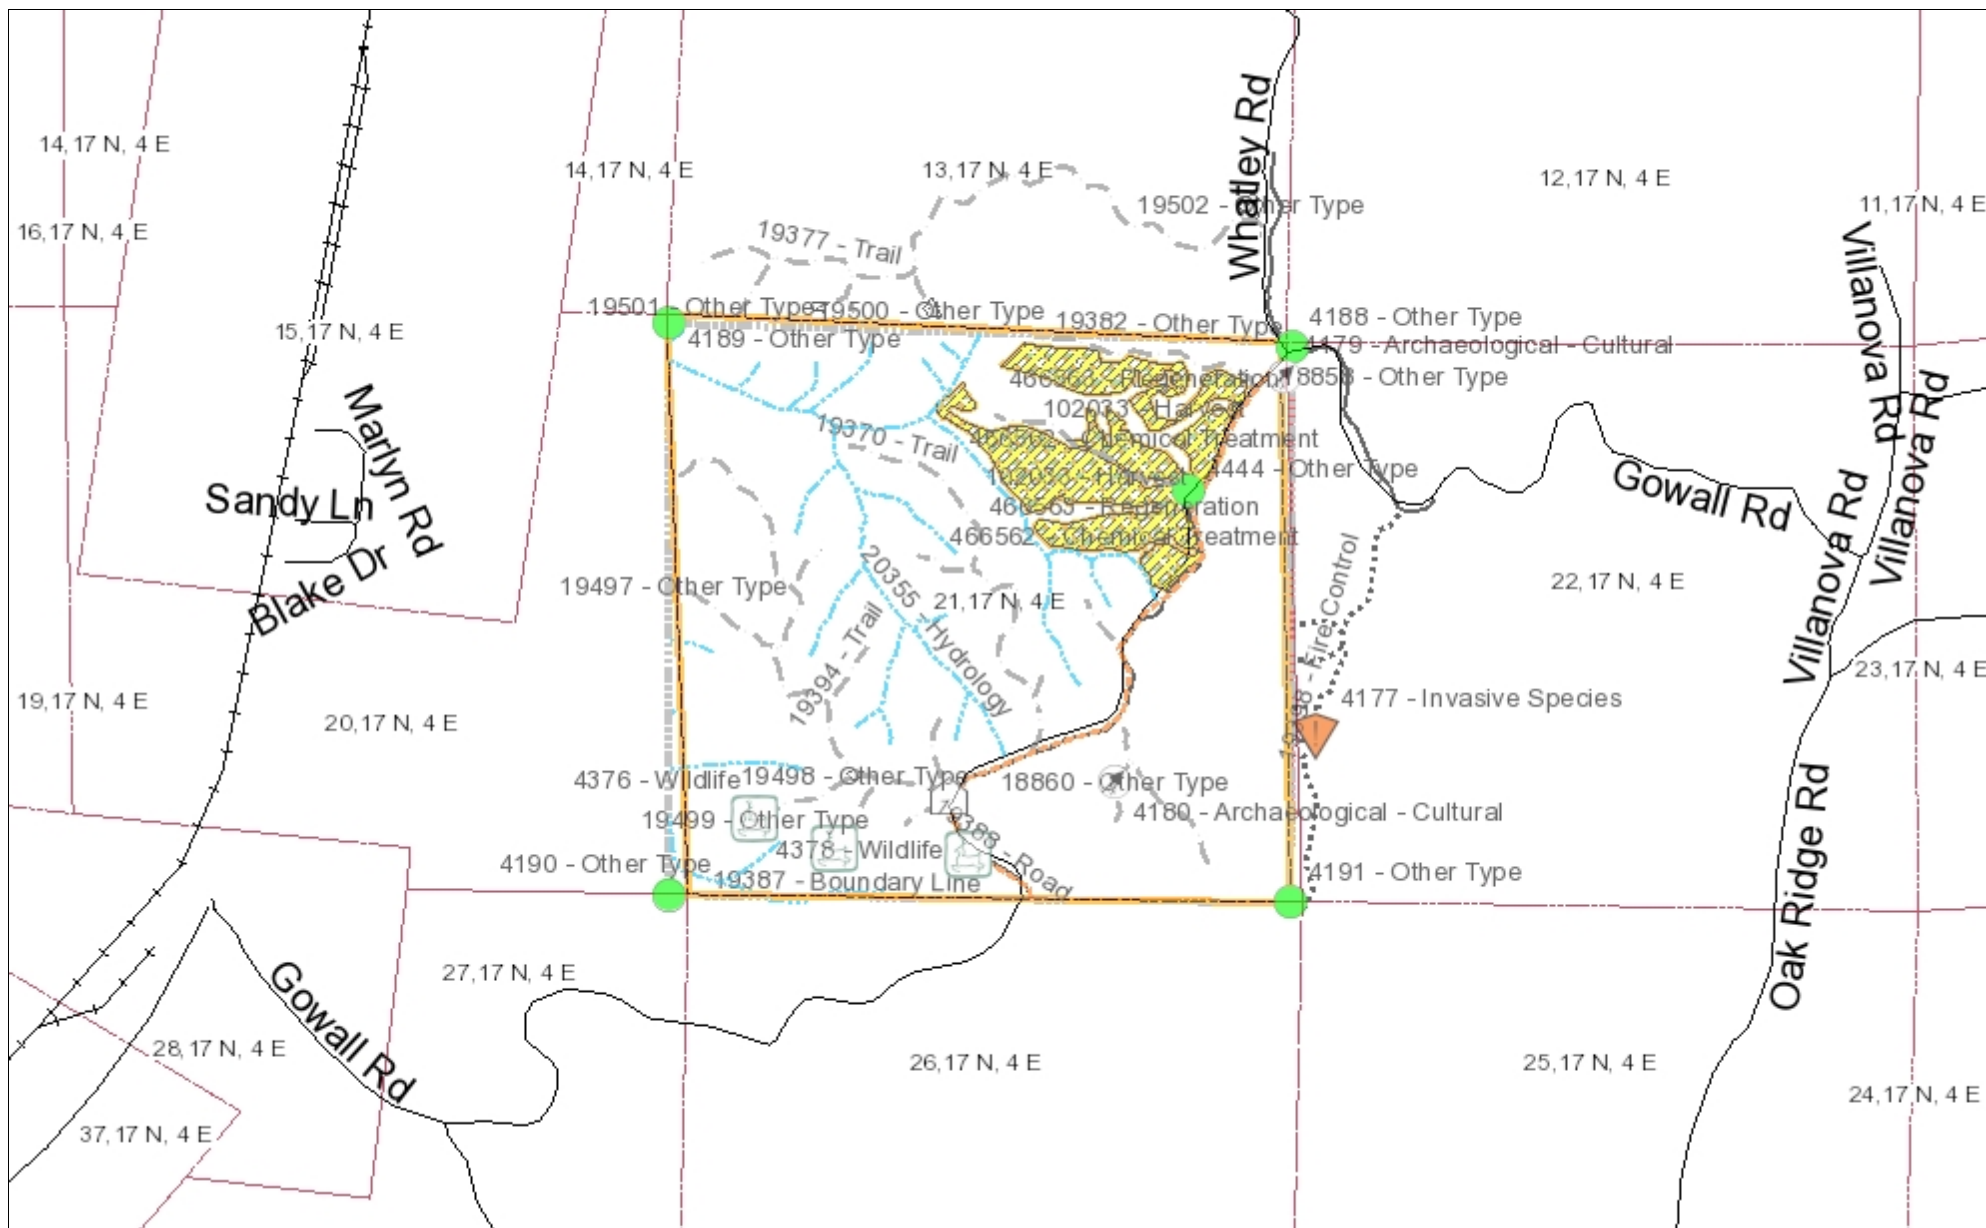 14,17 N, 4 E
14,17 N, 4 E
13,17 N, 4 E
Whatley Rd
12,17 N, 4 E
11,17 N, 4 E
16,17 N, 4 E
19502 - Other Type
19377 - Trail
15,17 N, 4 E
19501 - Other Type
19500 - Other Type
19382 - Other Type
4188 - Other Type
4189 - Other Type
4179 - Archaeological - Cultural
Villanova Rd
466563 - Regeneration
18858 - Other Type
102033 - Harvest
Marlyn Rd
19370 - Trail
466562 - Chemical Treatment
Villanova Rd
4444 - Other Type
102033 - Harvest
Sandy Ln
466563 - Regeneration
Gowall Rd
466562 - Chemical Treatment
Blake Dr
19497 - Other Type
20355 - Hydrology
21,17 N, 4 E
22,17 N, 4 E
Villanova Rd
19394 - Trail
Fire Control
23,17 N, 4 E
19,17 N, 4 E
20,17 N, 4 E
4177 - Invasive Species
4376 - Wildlife
19498 - Other Type
18860 - Other Type
19499 - Other Type
4180 - Archaeological - Cultural
4378 - Wildlife
19388 - Road
4190 - Other Type
19387 - Boundary Line
4191 - Other Type
Oak Ridge Rd
27,17 N, 4 E
Gowall Rd
28,17 N, 4 E
26,17 N, 4 E
25,17 N, 4 E
24,17 N, 4 E
37,17 N, 4 E